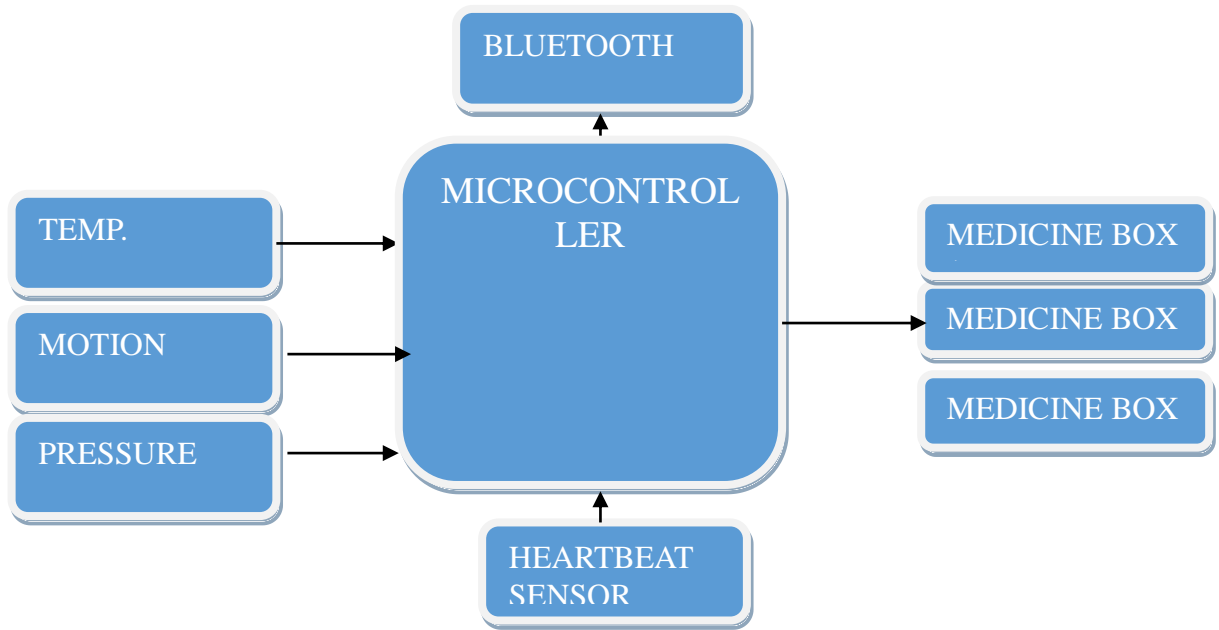 BLUETOOTH
MICROCONTROL
LER
TEMP.
MOTION
PRESSURE
MEDICINE BOX
MEDICINE BOX
MEDICINE BOX
HEARTBEAT
SENSOR